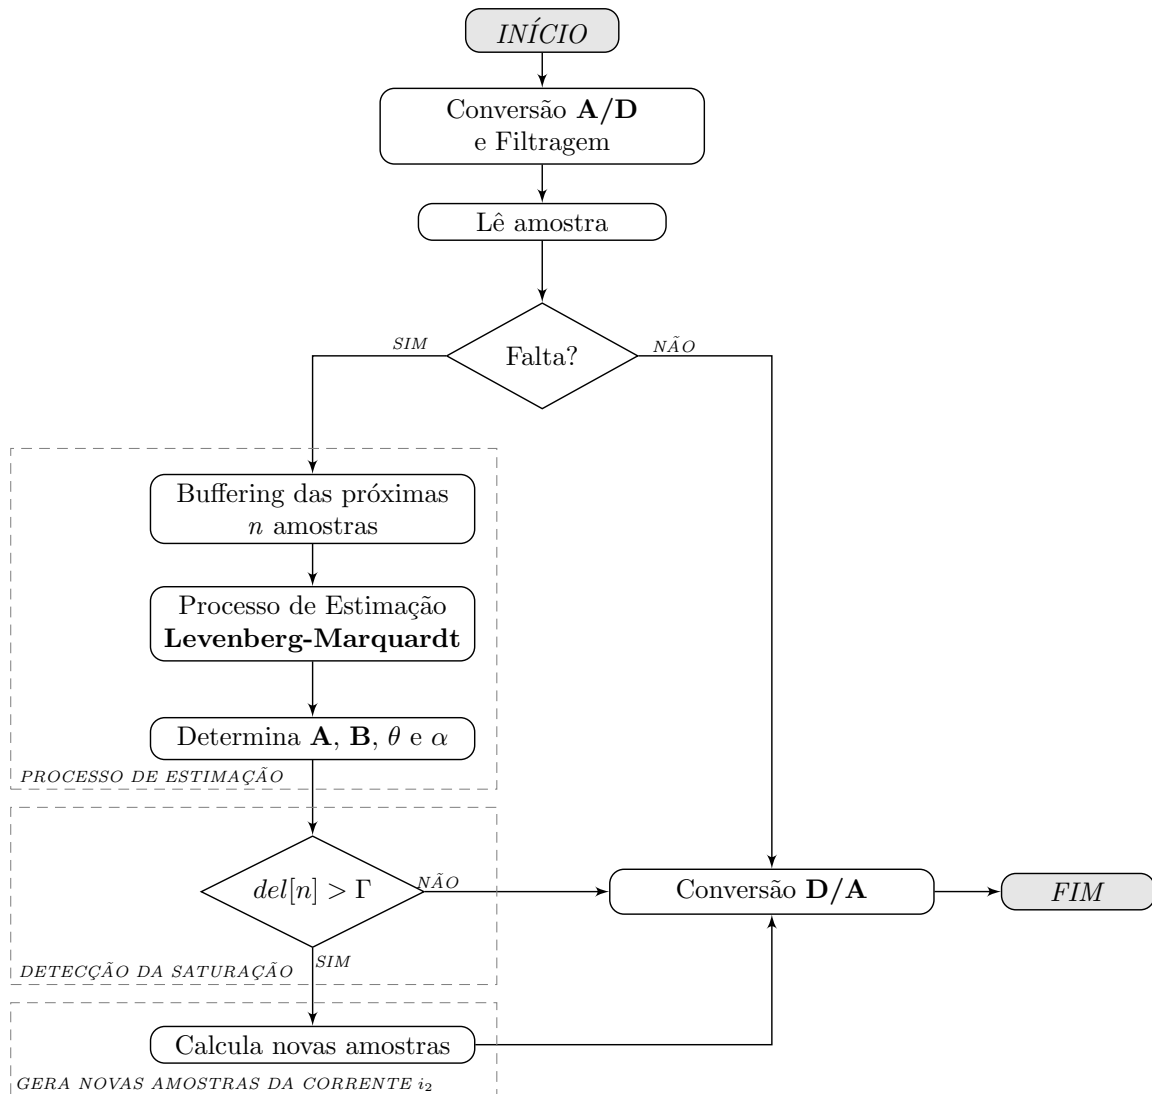 INÍCIO
Conversão A/D
e Filtragem
Lê amostra
Falta?
SIM
NÃO
Buffering das próximas
n amostras
Processo de Estimação
Levenberg-Marquardt
Determina A, B, θ e α
PROCESSO DE ESTIMAÇÃO
del[n] > Γ
NÃO
Conversão D/A
FIM
SIM
DETECÇÃO DA SATURAÇÃO
Calcula novas amostras
GERA NOVAS AMOSTRAS DA CORRENTE i₂